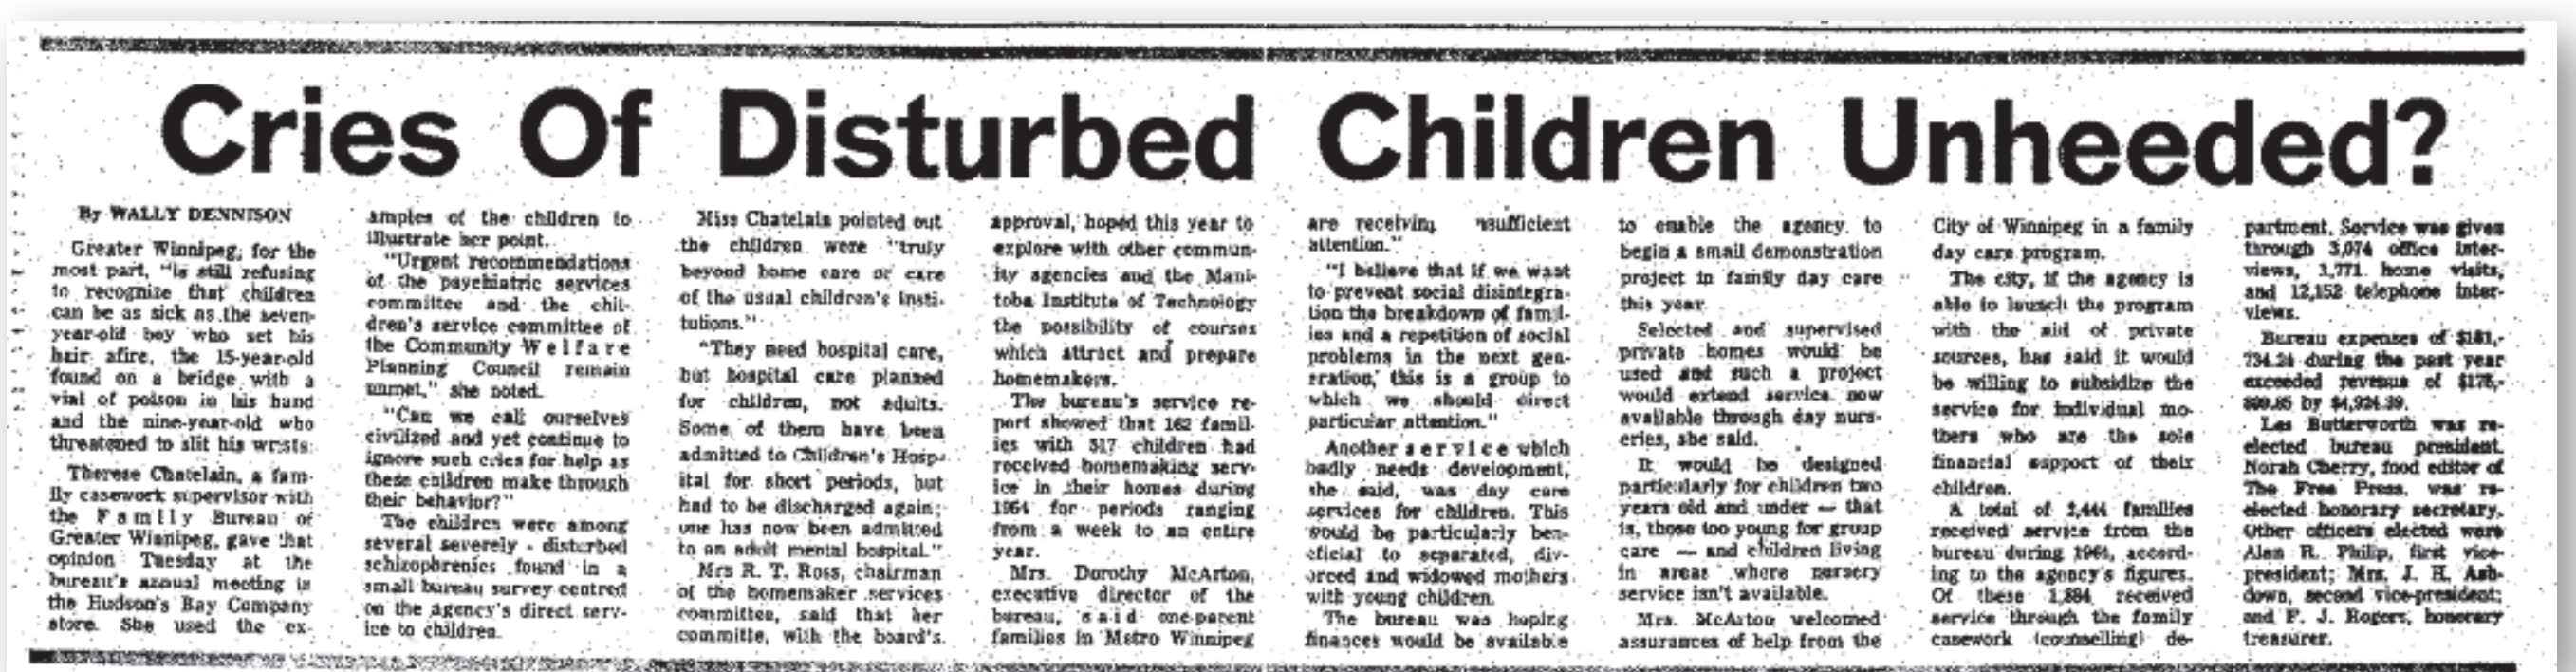 Cries Of Disturbed Children Unheeded?
By WALLY DENNISON
Greater Winnipeg, for the
most part, "is still refusing
to recognize that children
can be as sick as the seven-
year-old boy who set his
hair afire, the 15-year-old
found on a bridge with a
vial of poison in his hand
and the nine-year-old who
threatened to slit his wrists.
Therese Chatelain, a fam-
ily casework supervisor with
the Family Bureau of
Greater Winnipeg, gave that
opinion Tuesday at the
bureau's annual meeting in
the Hudson's Bay Company
store. She used the ex-
amples of the children to
illustrate her point.
"Urgent recommendations
of the psychiatric services
committee and the chil-
dren's service committee of
the Community Welfare
Planning Council remain
unmet," she noted.
"Can we call ourselves
civilized and yet continue to
ignore such cries for help as
these children make through
their behavior?"
The children were among
several severely - disturbed
schizophrenics found in a
small bureau survey centred
on the agency's direct serv-
ice to children.
Miss Chatelain pointed out
the children were "truly
beyond home care or care
of the usual children's insti-
tutions."
"They need hospital care,
but hospital care planned
for children, not adults.
Some of them have been
admitted to Children's Hosp-
ital for short periods, but
had to be discharged again;
one has now been admitted
to an adult mental hospital."
Mrs R. T. Ross, chairman
of the homemaker services
committee, said that her
committe, with the board's
approval, hoped this year to
explore with other commun-
ity agencies and the Mani-
toba Institute of Technology
the possibility of courses
which attract and prepare
homemakers.
The bureau's service re-
port showed that 162 famil-
ies with 517 children had
received homemaking serv-
ice in their homes during
1964 for periods ranging
from a week to an entire
year.
Mrs. Dorothy McArton,
executive director of the
bureau, said one-parent
families in Metro Winnipeg
are receiving insufficient
attention."
"I believe that if we want
to prevent social disintegra-
tion the breakdown of famil-
ies and a repetition of social
problems in the next gen-
eration, this is a group to
which we should direct
particular attention."
Another service which
badly needs development,
she said, was day care
services for children. This
would be particularly ben-
eficial to separated, div-
orced and widowed mothers
with young children.
The bureau was hoping
finances would be available
to enable the agency to
begin a small demonstration
project in family day care
this year.
Selected and supervised
private homes would be
used and such a project
would extend service now
available through day nurs-
eries, she said.
It would be designed
particularly for children two
years old and under — that
is, those too young for group
care — and children living
in areas where nursery
service isn't available.
Mrs. McArton welcomed
assurances of help from the
City of Winnipeg in a family
day care program.
The city, if the agency is
able to launch the program
with the aid of private
sources, has said it would
be willing to subsidize the
service for individual mo-
thers who are the sole
financial support of their
children.
A total of 2,444 families
received service from the
bureau during 1964, accord-
ing to the agency's figures.
Of these 1,884 received
service through the family
casework (counselling) de-
partment. Service was given
through 3,074 office inter-
views, 1,771 home visits,
and 12,152 telephone inter-
views.
Bureau expenses of $181,-
734.24 during the past year
exceeded revenue of
by $4,924.39.
Les Butterworth was re-
elected bureau president.
Norah Cherry, food editor of
The Free Press, was re-
elected honorary secretary.
Other officers elected were
Alan R. Philip, first vice-
president; Mrs. J. H. Ash-
down, second vice-president;
and F. J. Rogers, honorary
treasurer.